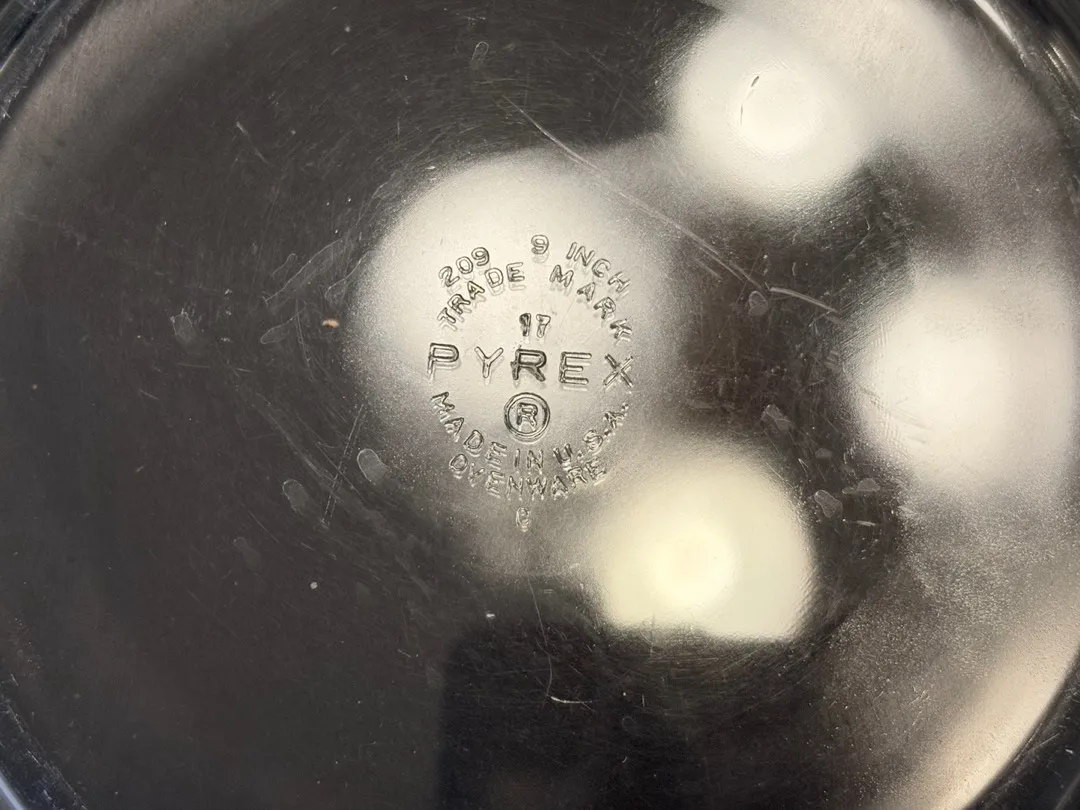 209 9 INCH
TRADE MARK
17
PYREX
®
MADE IN U.S.A.
OVENWARE